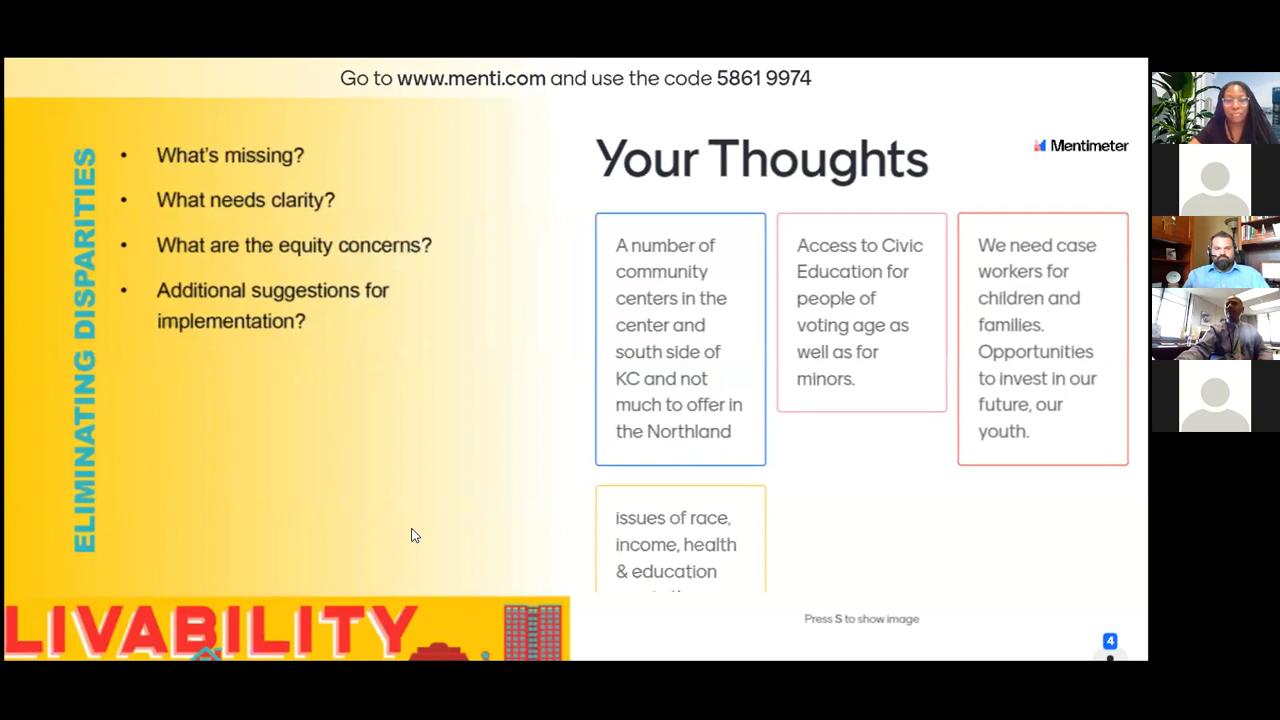 Go to www.menti.com and use the code 5861 9974
ELIMINATING DISPARITIES
• What's missing?
• What needs clarity?
• What are the equity concerns?
• Additional suggestions for
implementation?
LIVABILITY
Your Thoughts
Mentimeter
A number of
community
centers in the
center and
south side of
KC and not
much to offer in
the Northland
Access to Civic
Education for
people of
voting age as
well as for
minors.
We need case
workers for
children and
families.
Opportunities
to invest in our
future, our
youth.
issues of race,
income, health
& education
Press S to show image
4